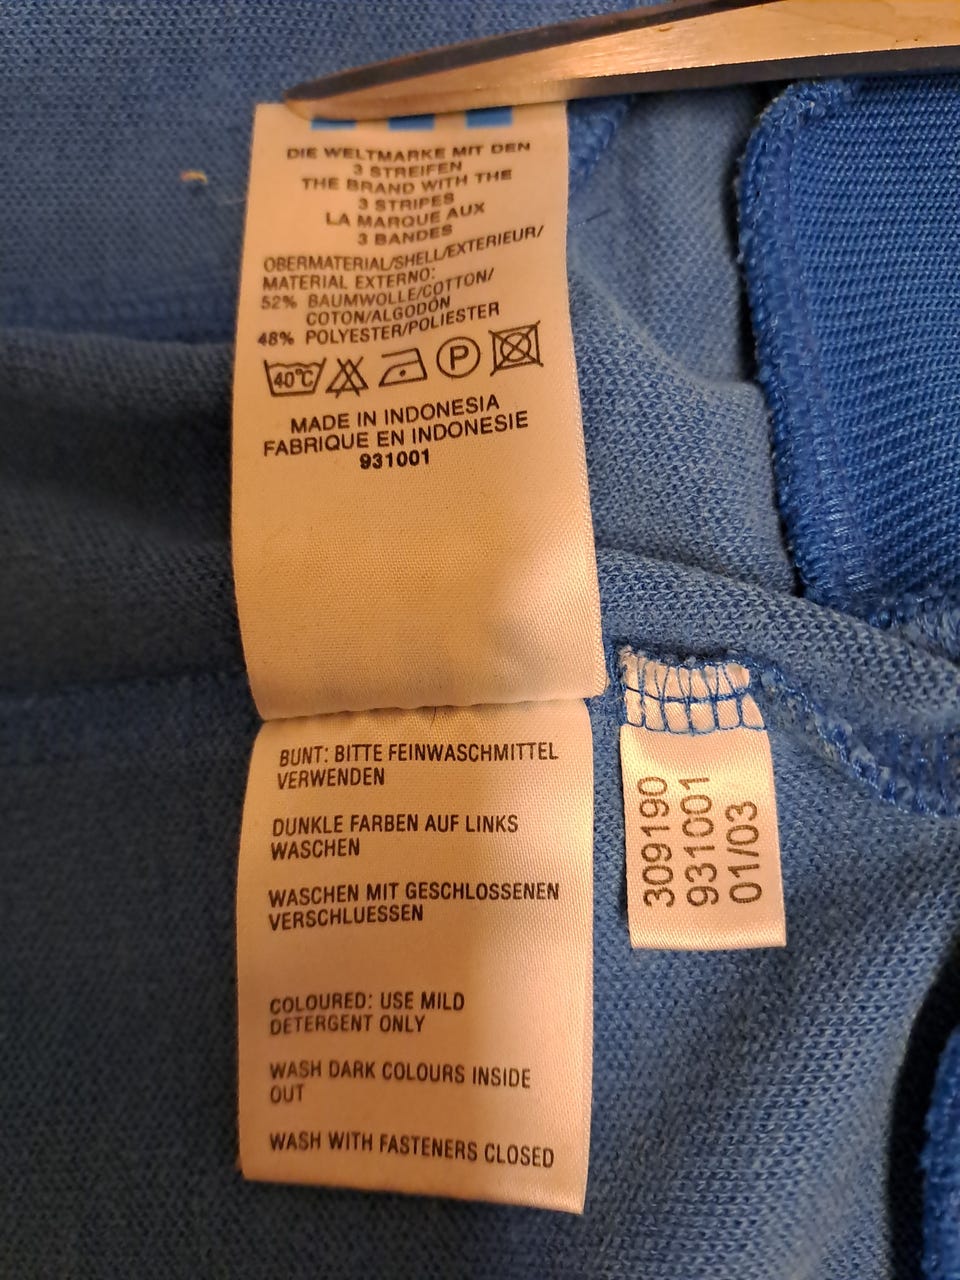 DIE WELTMARKE MIT DEN
3 STREIFEN
THE BRAND WITH THE
3 STRIPES
LA MARQUE AUX
3 BANDES
OBERMATERIAL/SHELL/EXTERIEUR/
MATERIAL EXTERNO:
52% BAUMWOLLE/COTTON/
COTON/ALGODÓN
48% POLYESTER/POLIESTER
40°C P
MADE IN INDONESIA
FABRIQUE EN INDONESIE
931001
BUNT: BITTE FEINWASCHMITTEL
VERWENDEN
DUNKLE FARBEN AUF LINKS
WASCHEN
WASCHEN MIT GESCHLOSSENEN
VERSCHLUESSEN
COLOURED: USE MILD
DETERGENT ONLY
WASH DARK COLOURS INSIDE
OUT
WASH WITH FASTENERS CLOSED
309190
931001
01/03